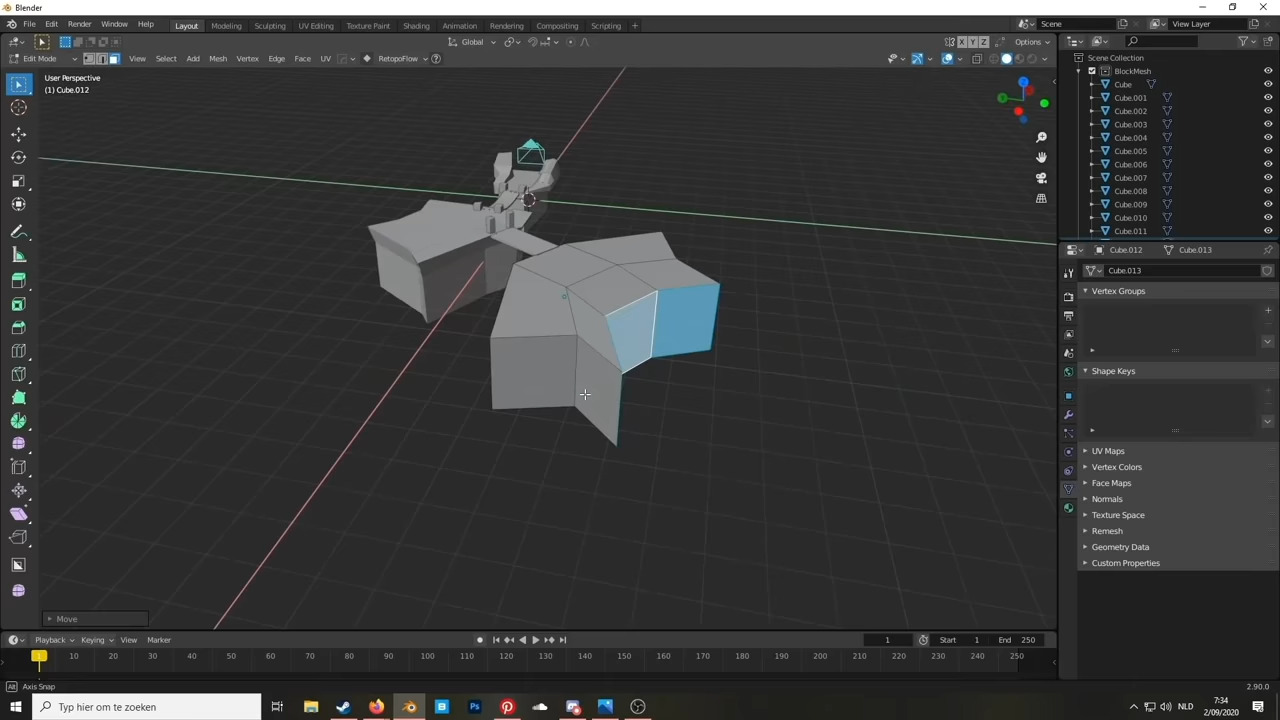 Blender
File Edit Render Window Help Layout Modeling Sculpting UV Editing Texture Paint Shading Animation Rendering Compositing Scripting + Scene View Layer
Global X Y Z Options
Edit Mode View Select Add Mesh Vertex Edge Face UV RetopoFlow
User Perspective
(1) Cube.012
Scene Collection
BlockMesh
Cube
Cube.001
Cube.002
Cube.003
Cube.004
Cube.005
Cube.006
Cube.007
Cube.008
Cube.009
Cube.010
Cube.011
Cube.012 Cube.013
Cube.013
Vertex Groups
Shape Keys
UV Maps
Vertex Colors
Face Maps
Normals
Texture Space
Remesh
Geometry Data
Custom Properties
Move
Playback Keying View Marker 1 Start 1 End 250
1 10 20 30 40 50 60 70 80 90 100 110 120 130 140 150 160 170 180 190 200 210 220 230 240 250
Alt Axis Snap 2.90.0
Typ hier om te zoeken
NLD
7:34
2/09/2020